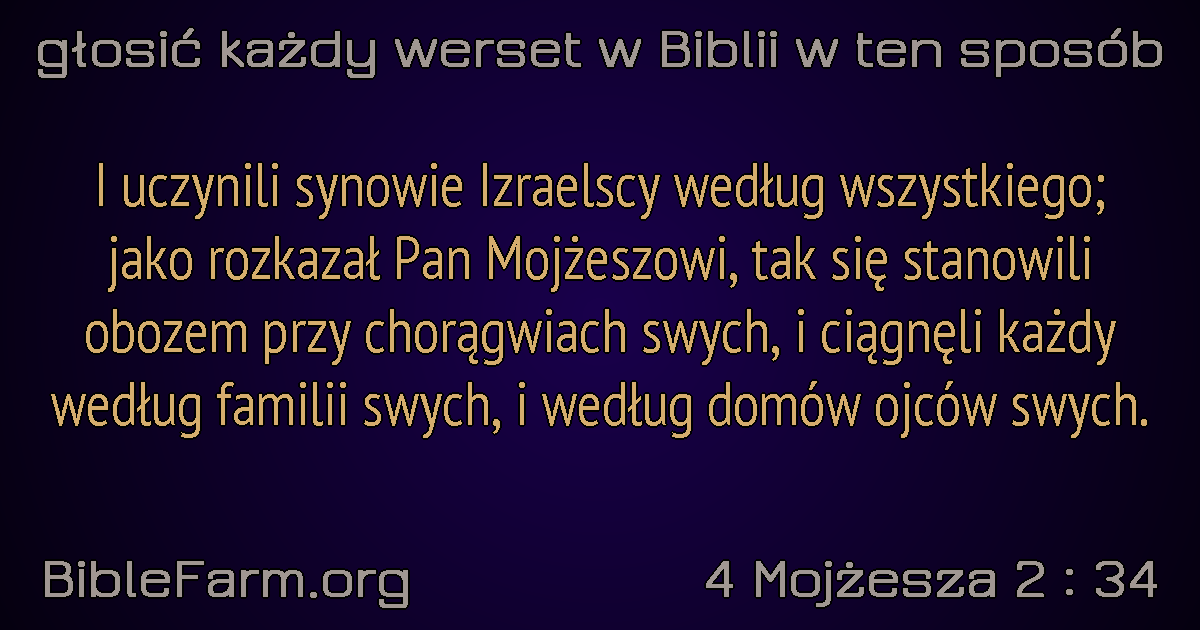 głosić każdy werset w Biblii w ten sposób
I uczynili synowie Izraelscy według wszystkiego;
jako rozkazał Pan Mojżeszowi, tak się stanowili
obozem przy chorągwiach swych, i ciągnęli każdy
według familii swych, i według domów ojców swych.
BibleFarm.org
4 Mojżesza 2 : 34